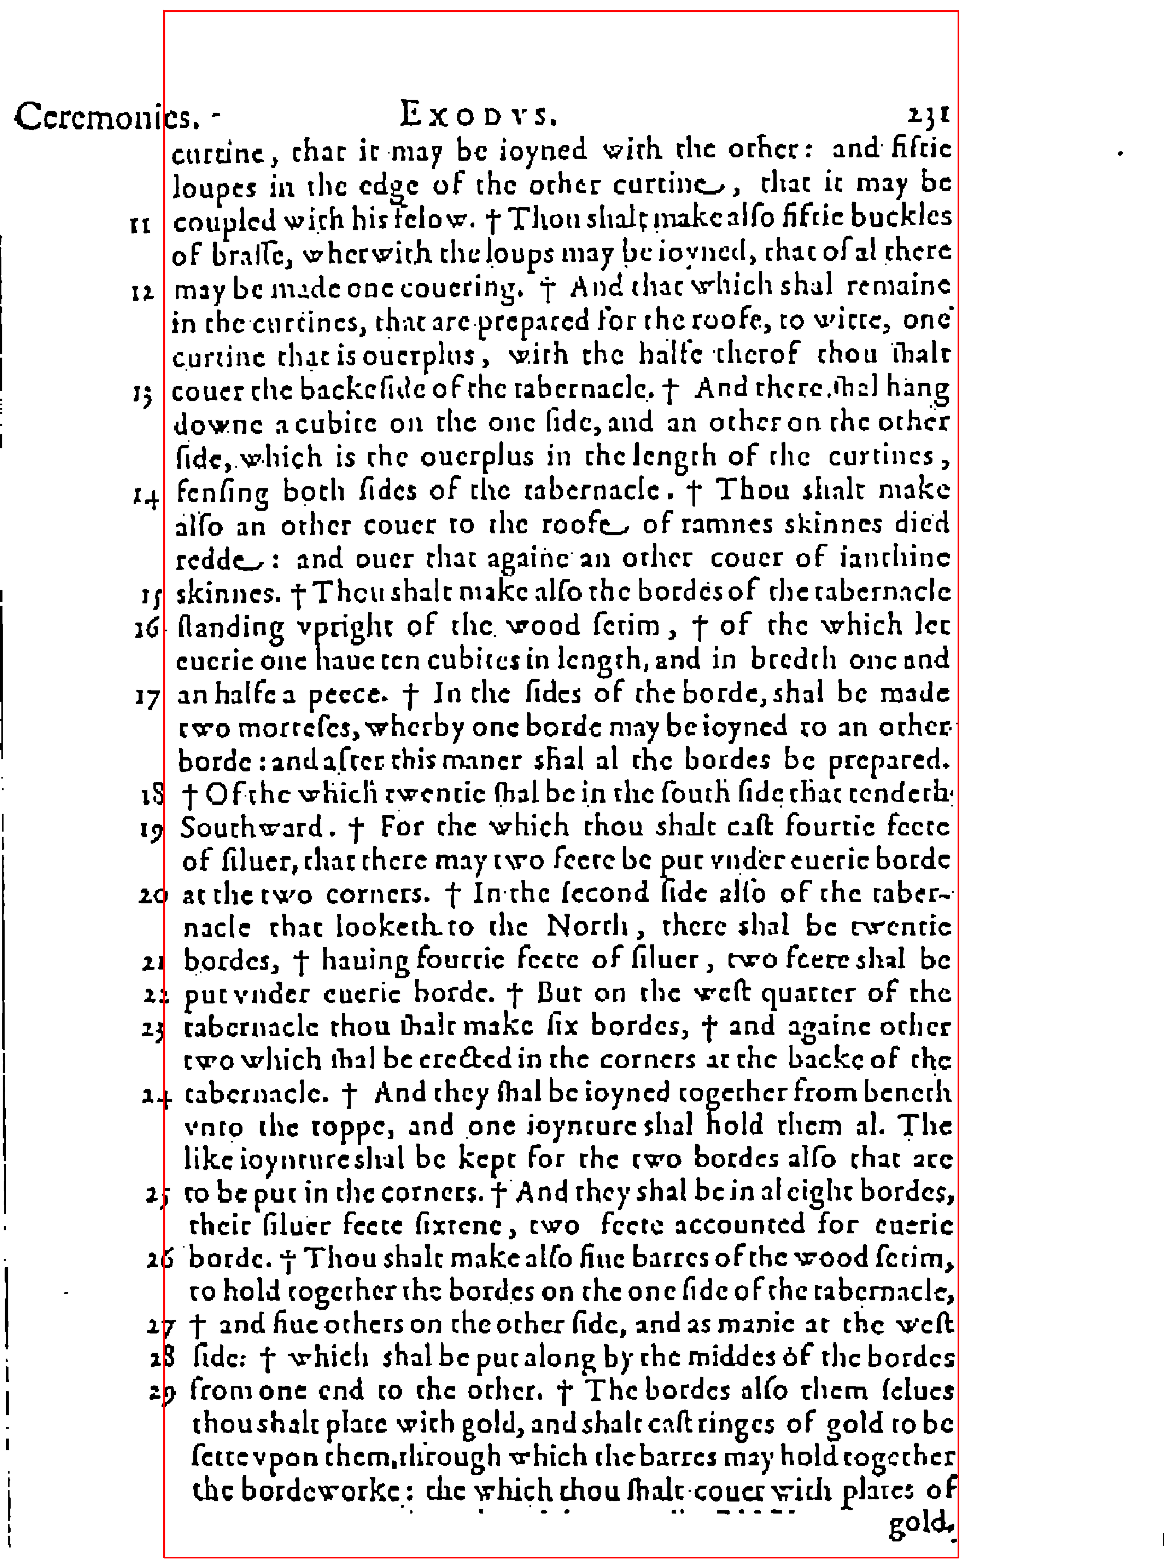 Ceremonies. EXODVS. 231
curtine, that it may be ioyned with the other: and fiftie
loupes in the edge of the other curtine, that it may be
11 coupled with his felow. † Thou shalt make alſo fiftie buckles
of braſſe, wherwith the loups may be ioyned, that of al there
12 may be made one couering. † And that which shal remaine
in the curtines, that are prepared for the roofe, to witte, one
curtine that is ouerplus, with the halfe therof thou ſhalt
13 couer the backeſide of the tabernacle. † And there ſhal hang
downe a cubite on the one ſide, and an other on the other
ſide, which is the ouerplus in the length of the curtines,
14 fenſing both ſides of the tabernacle. † Thou shalt make
alſo an other couer to the roofe of ramnes skinnes died
redde: and ouer that againe an other couer of ianthine
15 skinnes. † Thou shalt make alſo the bordes of the tabernacle
16 ſtanding vpright of the wood ſetim, † of the which let
euerie one haue ten cubites in length, and in bredth one and
17 an halfe a peece. † In the ſides of the borde, shal be made
two morteſes, wherby one borde may be ioyned to an other
borde: and after this maner shal al the bordes be prepared.
18 † Of the which twentie ſhal be in the ſouth ſide that tendeth
19 Southward. † For the which thou shalt caſt fourtie feete
of ſiluer, that there may two feete be put vnder euerie borde
20 at the two corners. † In the ſecond ſide alſo of the taber-
nacle that looketh to the North, there shal be twentie
21 bordes, † hauing fourtie feete of ſiluer, two feete shal be
22 put vnder euerie borde. † But on the weſt quarter of the
23 tabernacle thou ſhalt make ſix bordes, † and againe other
two which ſhal be erected in the corners at the backe of the
24 tabernacle. † And they ſhal be ioyned together from beneth
vnto the toppe, and one ioyncture shal hold them al. The
like ioyncture shal be kept for the two bordes alſo that are
25 to be put in the corners. † And they shal be in al eight bordes,
their ſiluer feete ſixtene, two feete accounted for euerie
26 borde. † Thou shalt make alſo fiue barres of the wood ſetim,
to hold together the bordes on the one ſide of the tabernacle,
27 † and fiue others on the other ſide, and as manie at the weſt
28 ſide: † which shal be put along by the middes of the bordes
29 from one end to the other. † The bordes alſo them ſelues
thou shalt plate with gold, and shalt caſt ringes of gold to be
ſette vpon them, through which the barres may hold together
the bordeworke: the which thou ſhalt couer with plates of
gold.